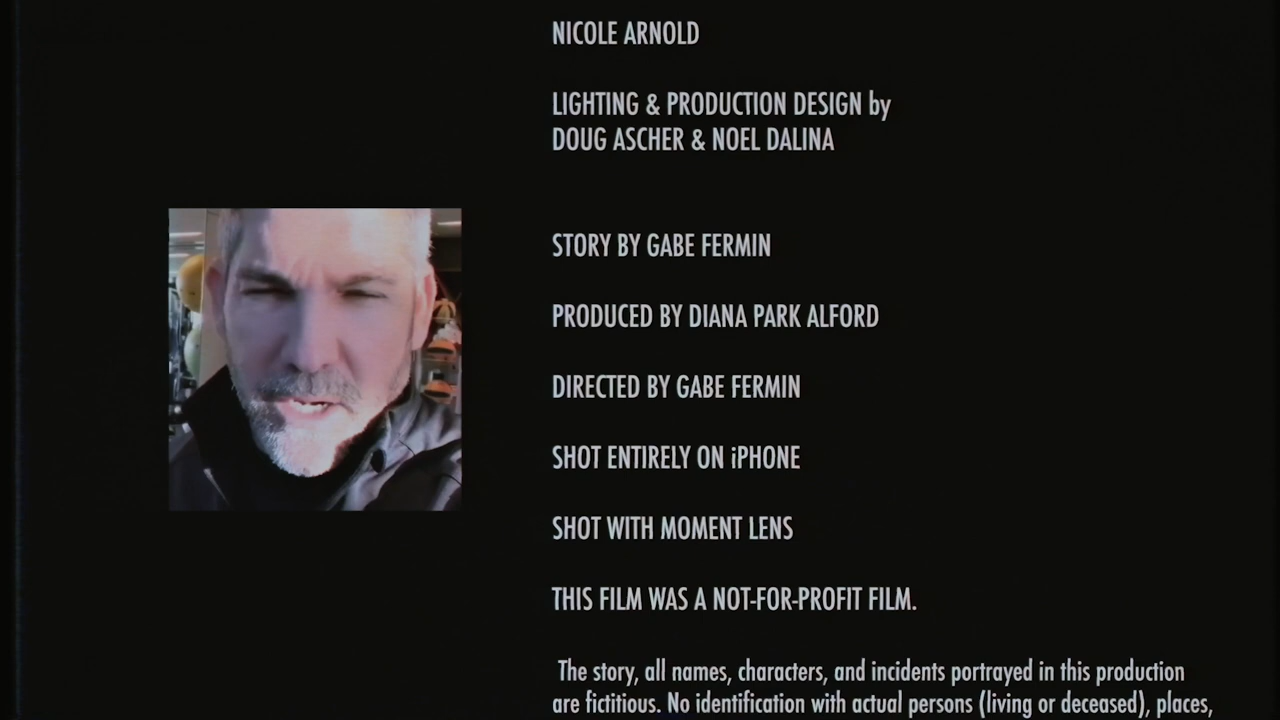 NICOLE ARNOLD
LIGHTING & PRODUCTION DESIGN by
DOUG ASCHER & NOEL DALINA
STORY BY GABE FERMIN
PRODUCED BY DIANA PARK ALFORD
DIRECTED BY GABE FERMIN
SHOT ENTIRELY ON iPHONE
SHOT WITH MOMENT LENS
THIS FILM WAS A NOT-FOR-PROFIT FILM.
The story, all names, characters, and incidents portrayed in this production
are fictitious. No identification with actual persons (living or deceased), places,